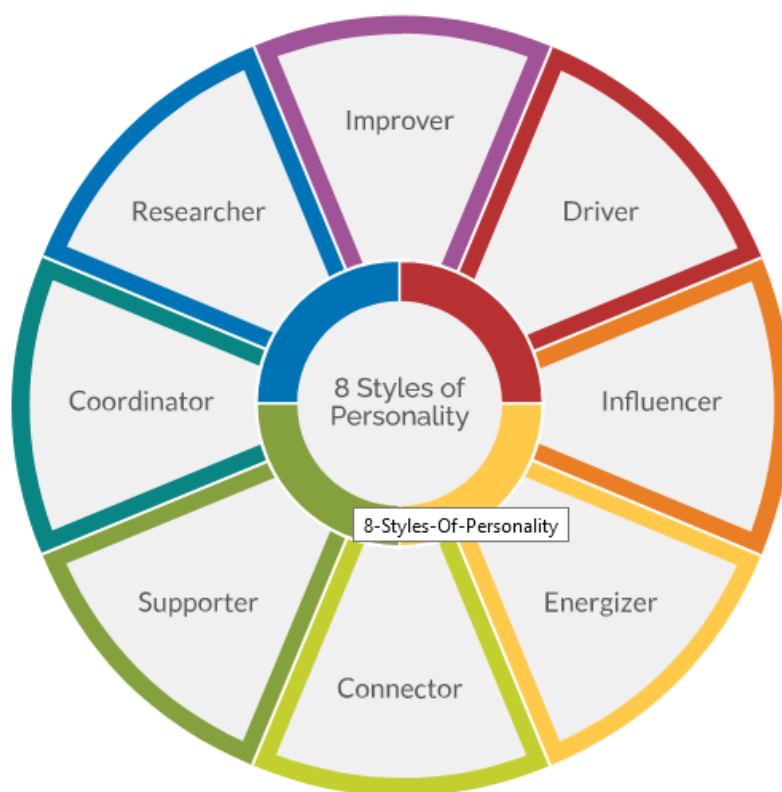 Improver
Researcher
Driver
Coordinator
8 Styles of
Personality
Influencer
8-Styles-Of-Personality
Supporter
Energizer
Connector